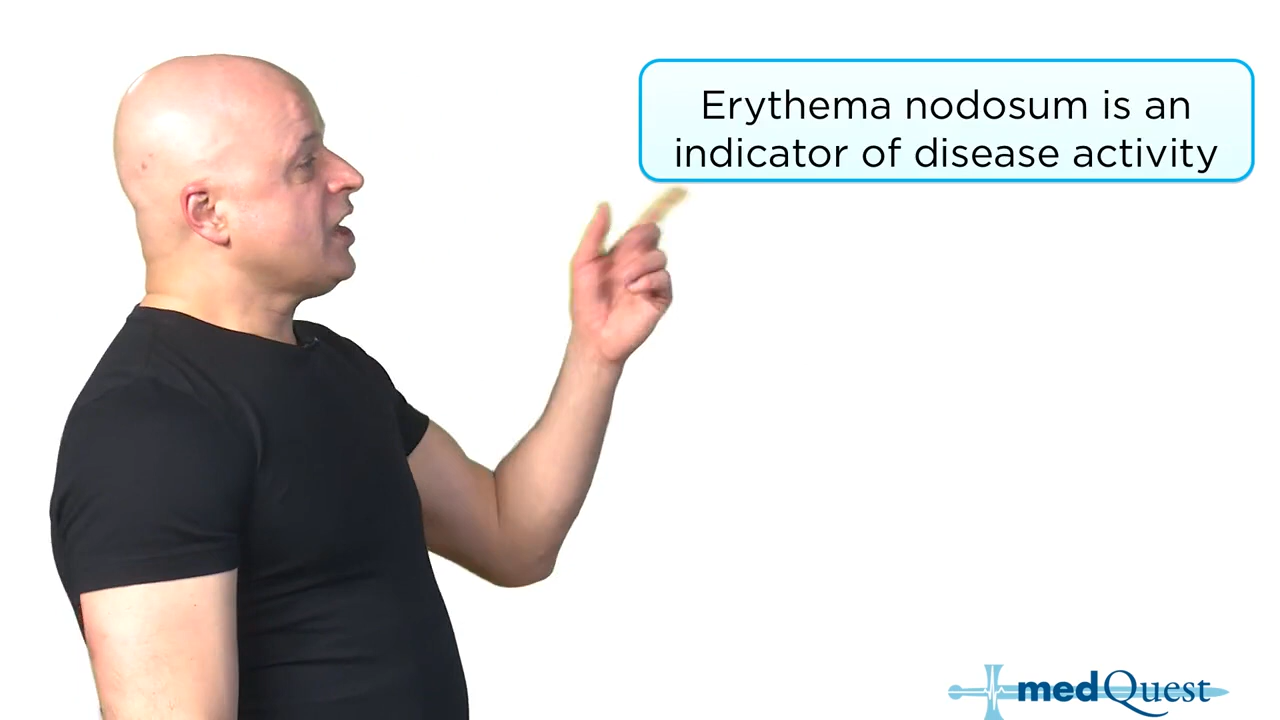 Erythema nodosum is an
indicator of disease activity
medQuest